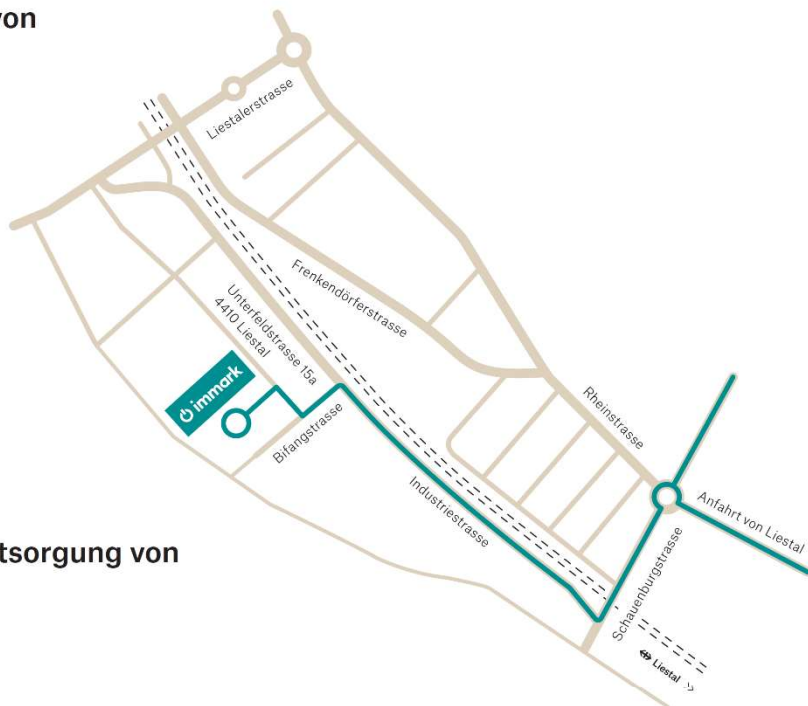 von
Liestalerstrasse
Frenkendörferstrasse
Unterfeldstrasse 15a
4410 Liestal
immark
Bifangstrasse
Rheinstrasse
Industriestrasse
Anfahrt von Liestal
Schauenburgstrasse
tsorgung von
Liestal